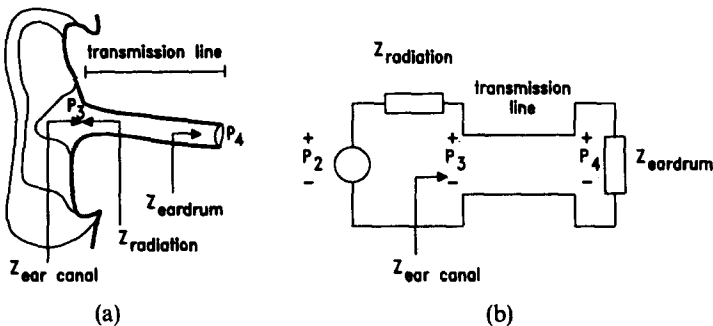 transmission line
P3
P4
Zeardrum
Zradiation
Zear canal
(a)
Zradiation
transmission
line
+
P2
-
+
P3
-
+
P4
-
Zeardrum
Zear canal
(b)